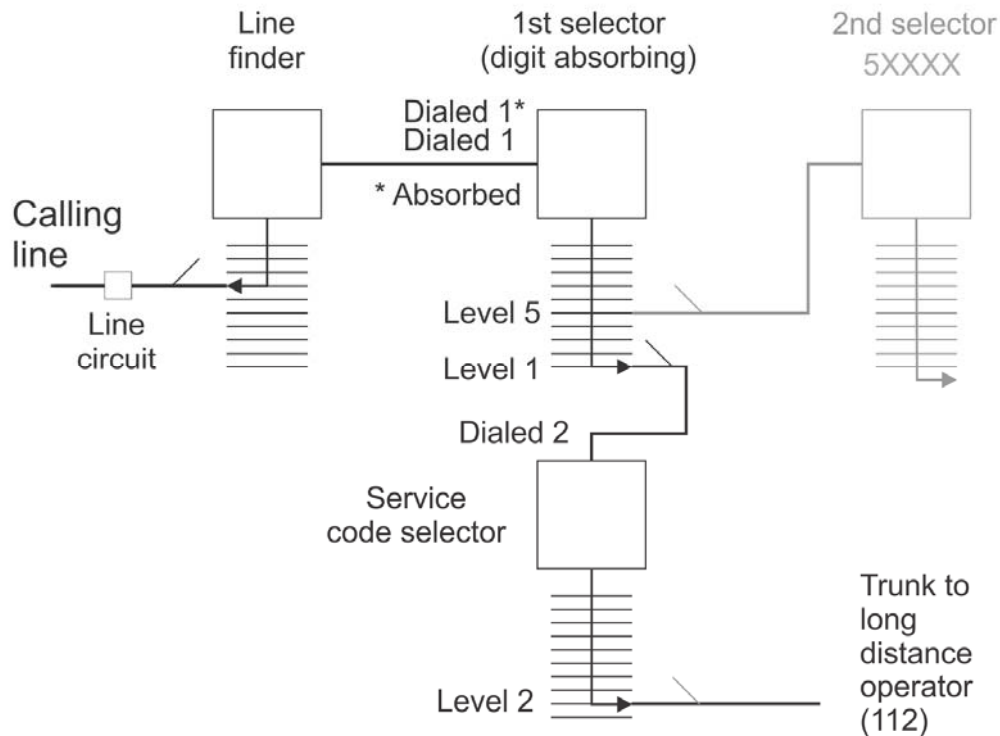 Line
finder
1st selector
(digit absorbing)
2nd selector
5XXXX
Dialed 1*
Dialed 1
* Absorbed
Calling
line
Line
circuit
Level 5
Level 1
Dialed 2
Service
code selector
Level 2
Trunk to
long
distance
operator
(112)